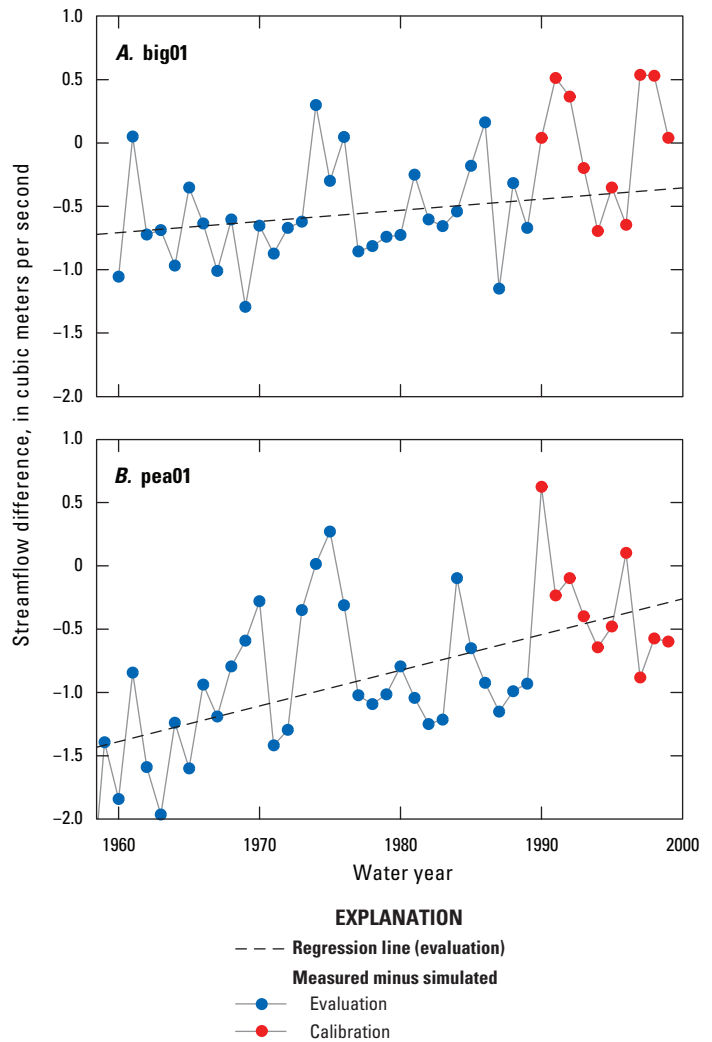 Streamflow difference, in cubic meters per second
A. big01
1.0
0.5
0
−0.5
−1.0
−1.5
−2.0
B. pea01
1.0
0.5
0
−0.5
−1.0
−1.5
−2.0
1960 1970 1980 1990 2000
Water year
EXPLANATION
Regression line (evaluation)
Measured minus simulated
Evaluation
Calibration